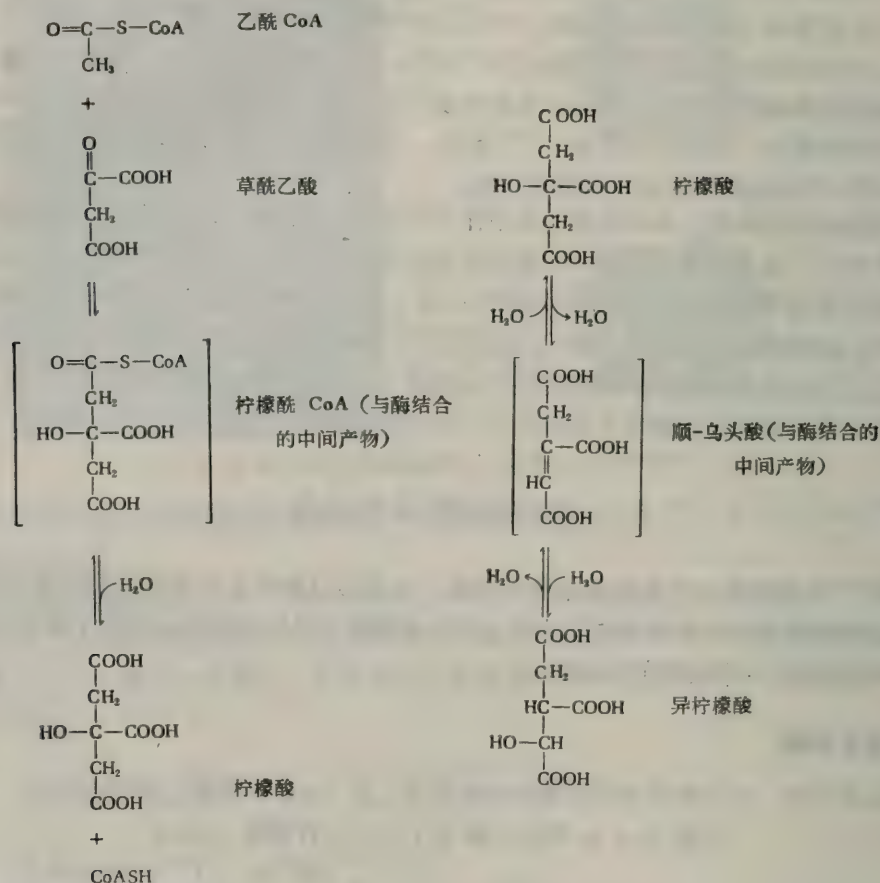 O=C—S—CoA 乙酰 CoA
CH₃
+
O
C—COOH 草酰乙酸
CH₂
COOH
O=C—S—CoA
CH₂
HO—C—COOH
CH₂
COOH
柠檬酰 CoA（与酶结合
的中间产物）
H₂O
COOH
CH₂
HO—C—COOH
CH₂
COOH
柠檬酸
+
CoASH
COOH
CH₂
HO—C—COOH 柠檬酸
CH₂
COOH
H₂O H₂O
COOH
CH₂
C—COOH
HC
COOH
顺-乌头酸（与酶结合的
中间产物）
H₂O H₂O
COOH
CH₂
HC—COOH 异柠檬酸
HO—CH
COOH